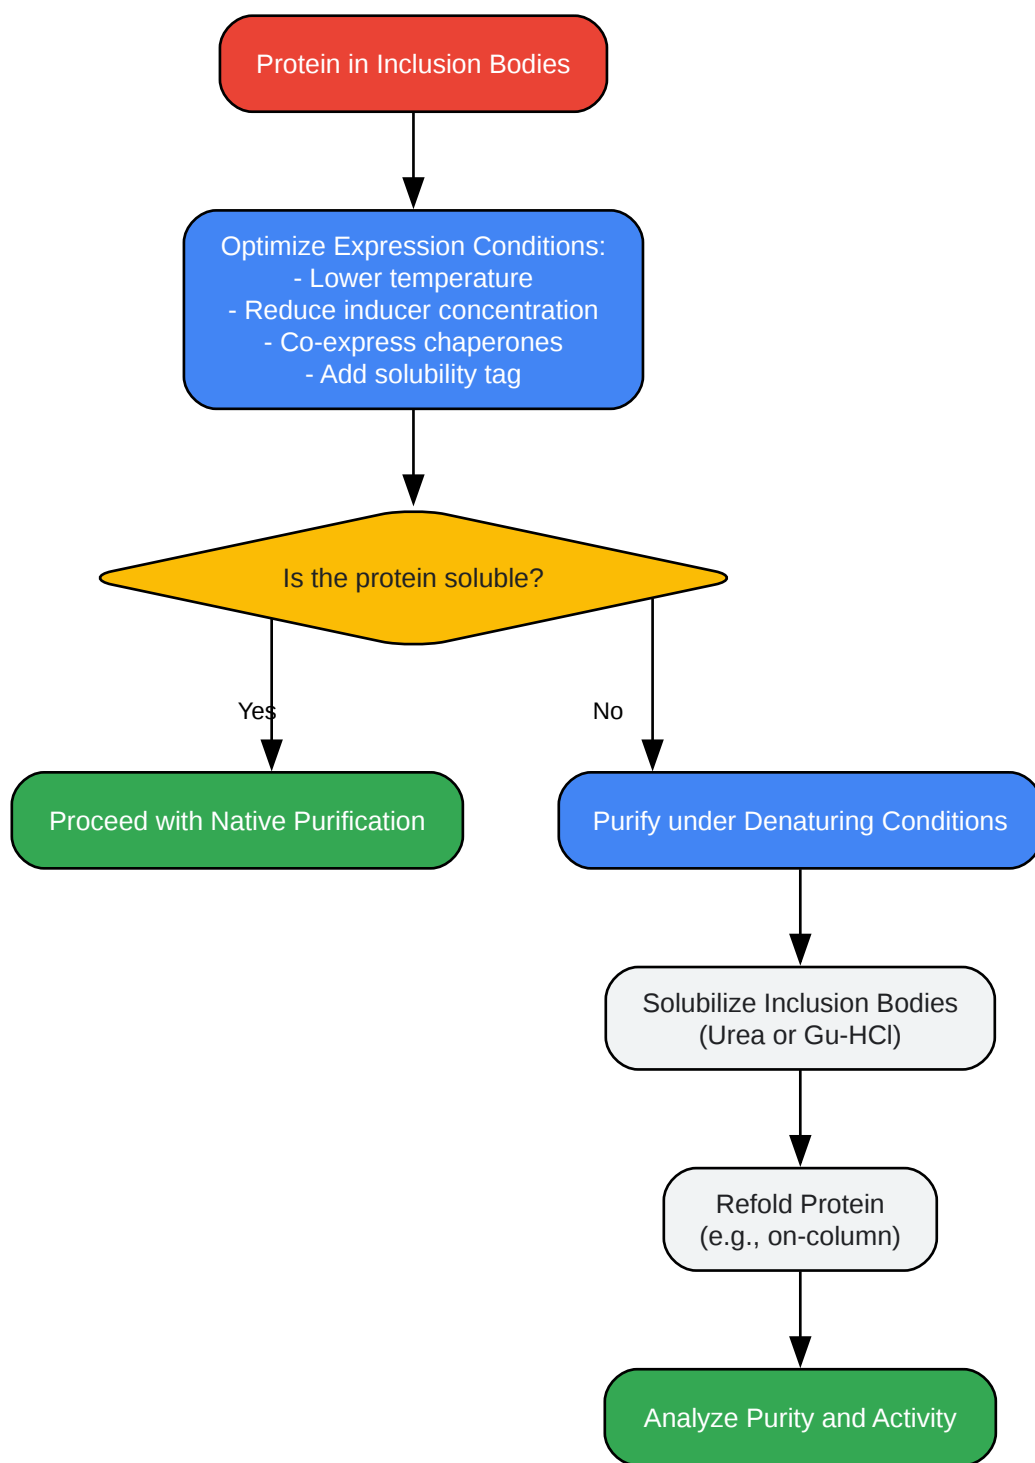 Protein in Inclusion Bodies
Optimize Expression Conditions:
- Lower temperature
- Reduce inducer concentration
- Co-express chaperones
- Add solubility tag
Is the protein soluble?
Yes
No
Proceed with Native Purification
Purify under Denaturing Conditions
Solubilize Inclusion Bodies
(Urea or Gu-HCl)
Refold Protein
(e.g., on-column)
Analyze Purity and Activity